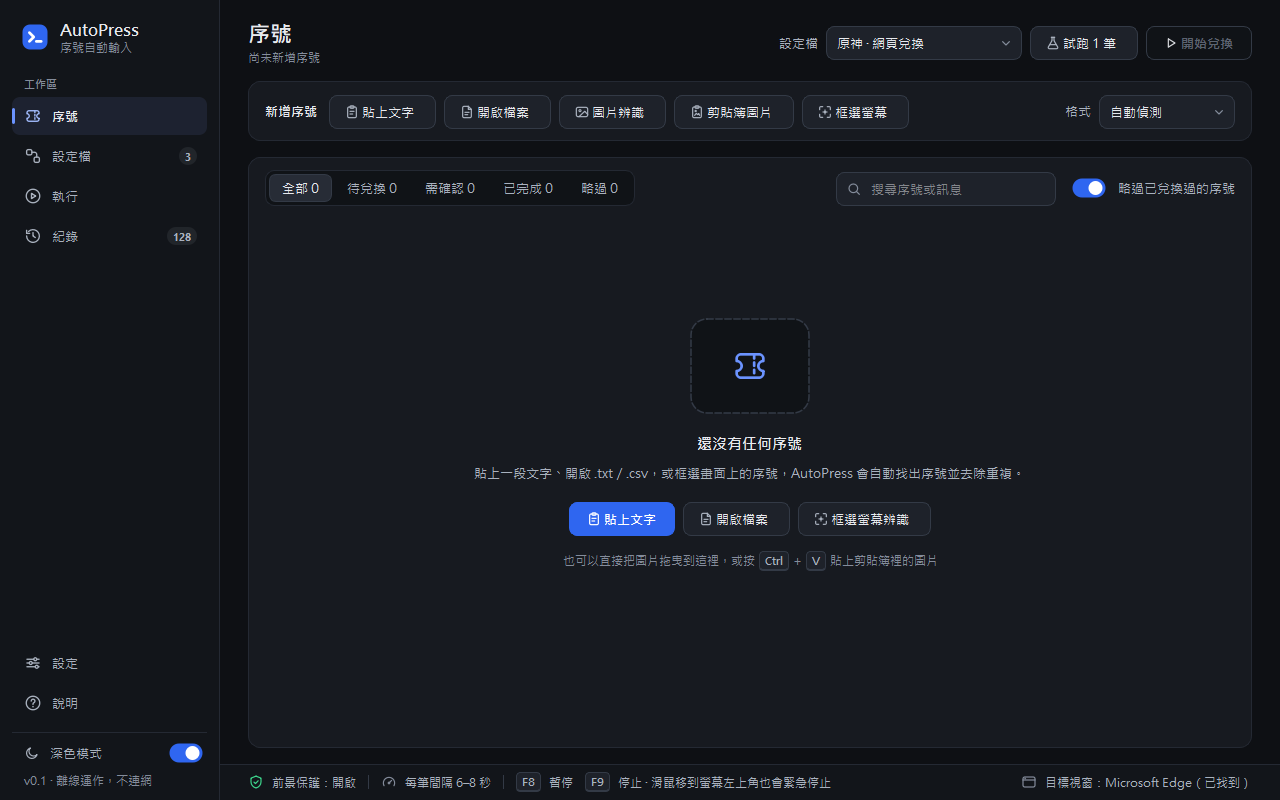 AutoPress
序號自動輸入
工作區
序號
設定檔 3
執行
紀錄 128
設定
說明
深色模式
v0.1 · 離線運作，不連網
序號
尚未新增序號
設定檔 原神 · 網頁兌換 試跑 1 筆 開始兌換
新增序號 貼上文字 開啟檔案 圖片辨識 剪貼簿圖片 框選螢幕 格式 自動偵測
全部 0 待兌換 0 需確認 0 已完成 0 略過 0 搜尋序號或訊息 略過已兌換過的序號
還沒有任何序號
貼上一段文字、開啟 .txt / .csv，或框選畫面上的序號，AutoPress 會自動找出序號並去除重複。
貼上文字 開啟檔案 框選螢幕辨識
也可以直接把圖片拖曳到這裡，或按 Ctrl + V 貼上剪貼簿裡的圖片
前景保護：開啟 每筆間隔 6–8 秒 F8 暫停 F9 停止 · 滑鼠移到螢幕左上角也會緊急停止 目標視窗：Microsoft Edge（已找到）